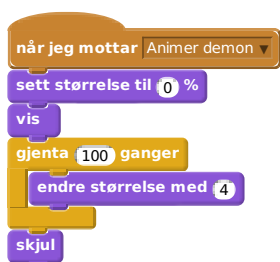 når jeg mottar Animer demon
sett størrelse til 0 %
vis
gjenta 100 ganger
endre størrelse med 4
skjul